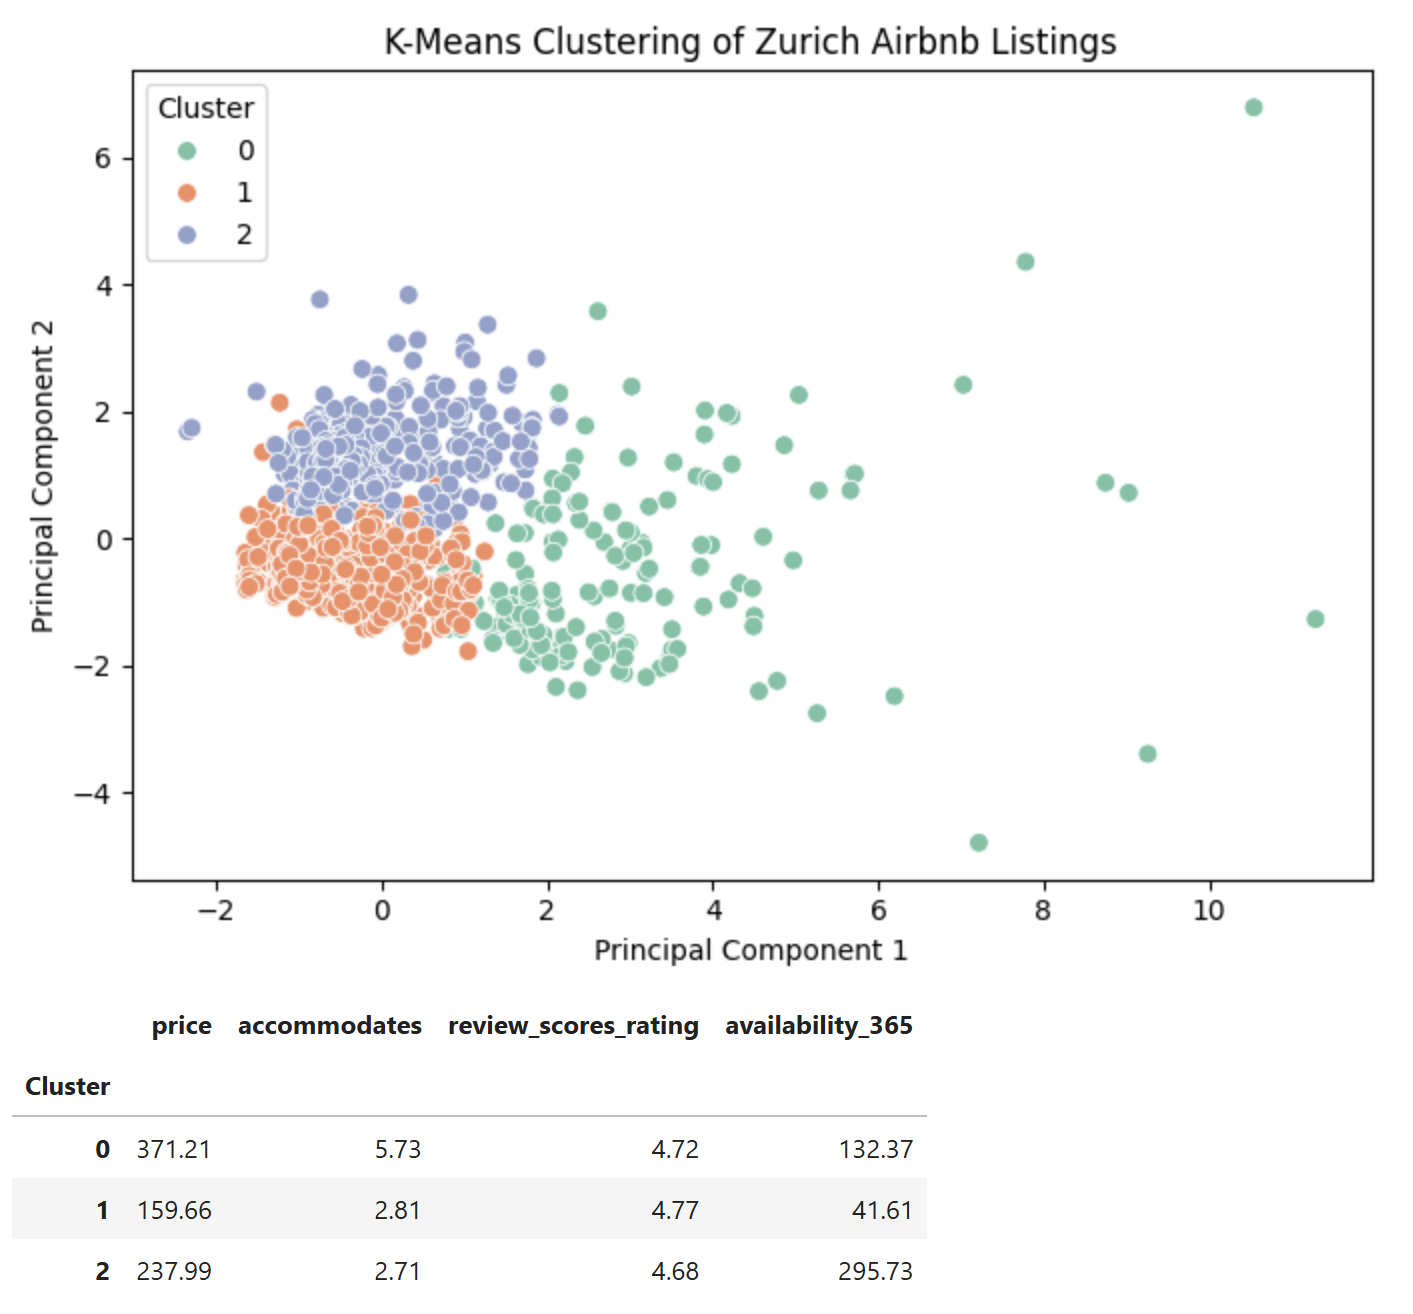 K-Means Clustering of Zurich Airbnb Listings
Cluster
0
1
2
6
4
2
0
−2
−4
Principal Component 2
−2 0 2 4 6 8 10
Principal Component 1
price accommodates review_scores_rating availability_365
Cluster
0 371.21 5.73 4.72 132.37
1 159.66 2.81 4.77 41.61
2 237.99 2.71 4.68 295.73